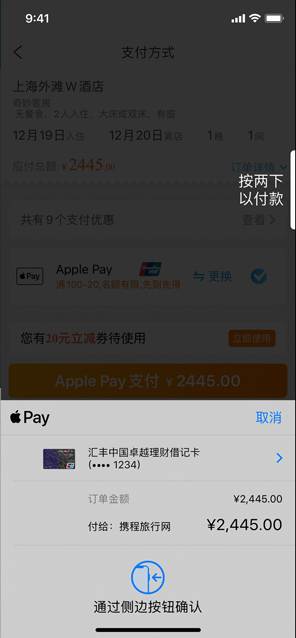 9:41
支付方式
上海外滩W酒店
奇妙客房
无餐食，2人入住，大床或双床，有窗
12月19日入住 12月20日离店 1晚 1间
应付总额:¥2445.00 订单详情
按两下
以付款
共有9个支付优惠 查看
Pay Apple Pay 更换
满100-20,名额有限,先到先得
您有20元立减券待使用 立即使用
Apple Pay 支付 ¥ 2445.00
Pay 取消
汇丰中国卓越理财借记卡
(•••• 1234)
订单金额 ¥2,445.00
付给：携程旅行网 ¥2,445.00
通过侧边按钮确认